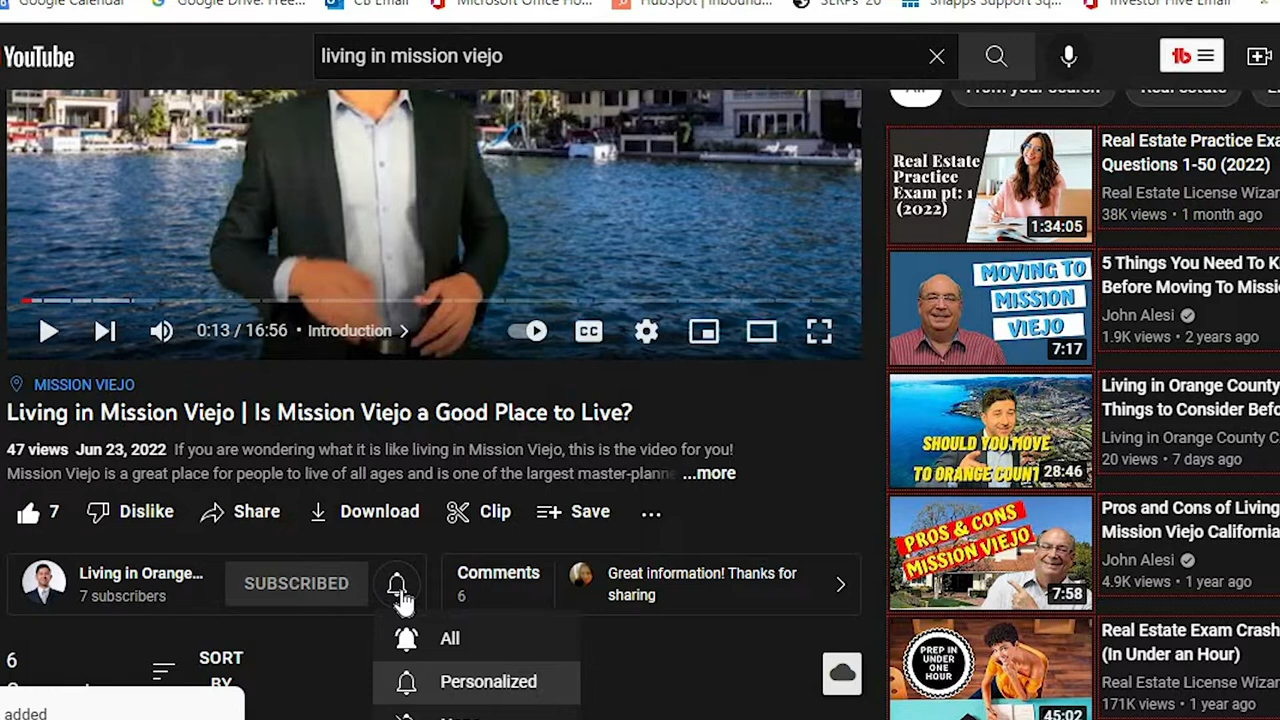 Google Calendar
Google Drive: Free...
CB Email
Microsoft Office Ho...
HubSpot | Inbound...
SERPs 20
Snapps Support Sq...
Investor Hive Email
YouTube
living in mission viejo
tb
All
From your search
Real estate
0:13 / 16:56 • Introduction
CC
MISSION VIEJO
Living in Mission Viejo | Is Mission Viejo a Good Place to Live?
47 views Jun 23, 2022 If you are wondering what it is like living in Mission Viejo, this is the video for you!
Mission Viejo is a great place for people to live of all ages and is one of the largest master-planne ...more
7 Dislike Share Download Clip Save ...
Living in Orange...
7 subscribers
SUBSCRIBED
Comments
6
Great information! Thanks for
sharing
All
Personalized
6
SORT
BY
added
Real Estate
Practice
Exam pt: 1
(2022)
1:34:05
Real Estate Practice Exa
Questions 1-50 (2022)
Real Estate License Wizar
38K views • 1 month ago
MOVING TO
MISSION
VIEJO
7:17
5 Things You Need To K
Before Moving To Missi
John Alesi
1.9K views • 2 years ago
SHOULD YOU MOVE
TO ORANGE COUNT
28:46
Living in Orange County
Things to Consider Befo
Living in Orange County C
20 views • 7 days ago
PROS & CONS
MISSION VIEJO
7:58
Pros and Cons of Living
Mission Viejo California
John Alesi
4.9K views • 1 year ago
PREP IN
UNDER
ONE
HOUR
45:02
Real Estate Exam Crash
(In Under an Hour)
Real Estate License Wizar
171K views • 1 year ago